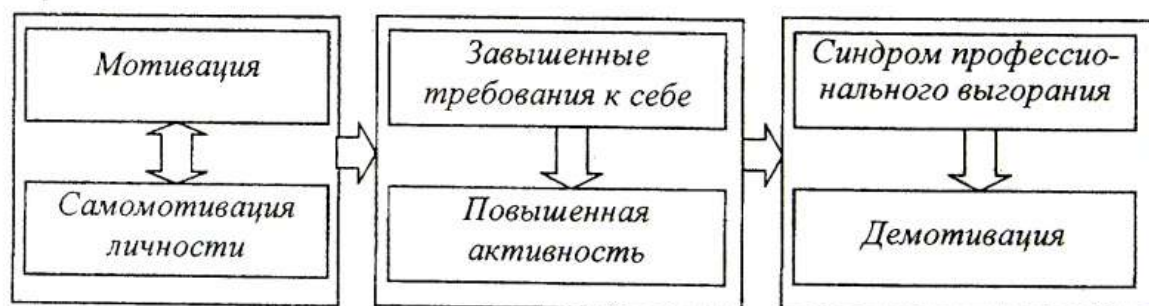 Мотивация
Самомотивация
личности
Завышенные
требования к себе
Повышенная
активность
Синдром профессио-
нального выгорания
Демотивация